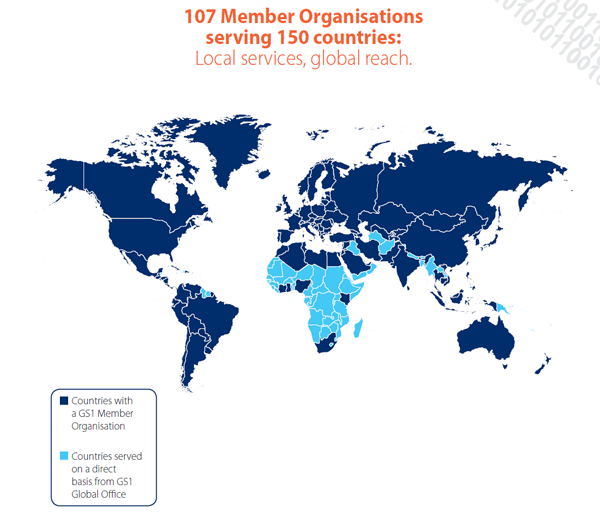 107 Member Organisations
serving 150 countries:
Local services, global reach.
Countries with
a GS1 Member
Organisation
Countries served
on a direct
basis from GS1
Global Office